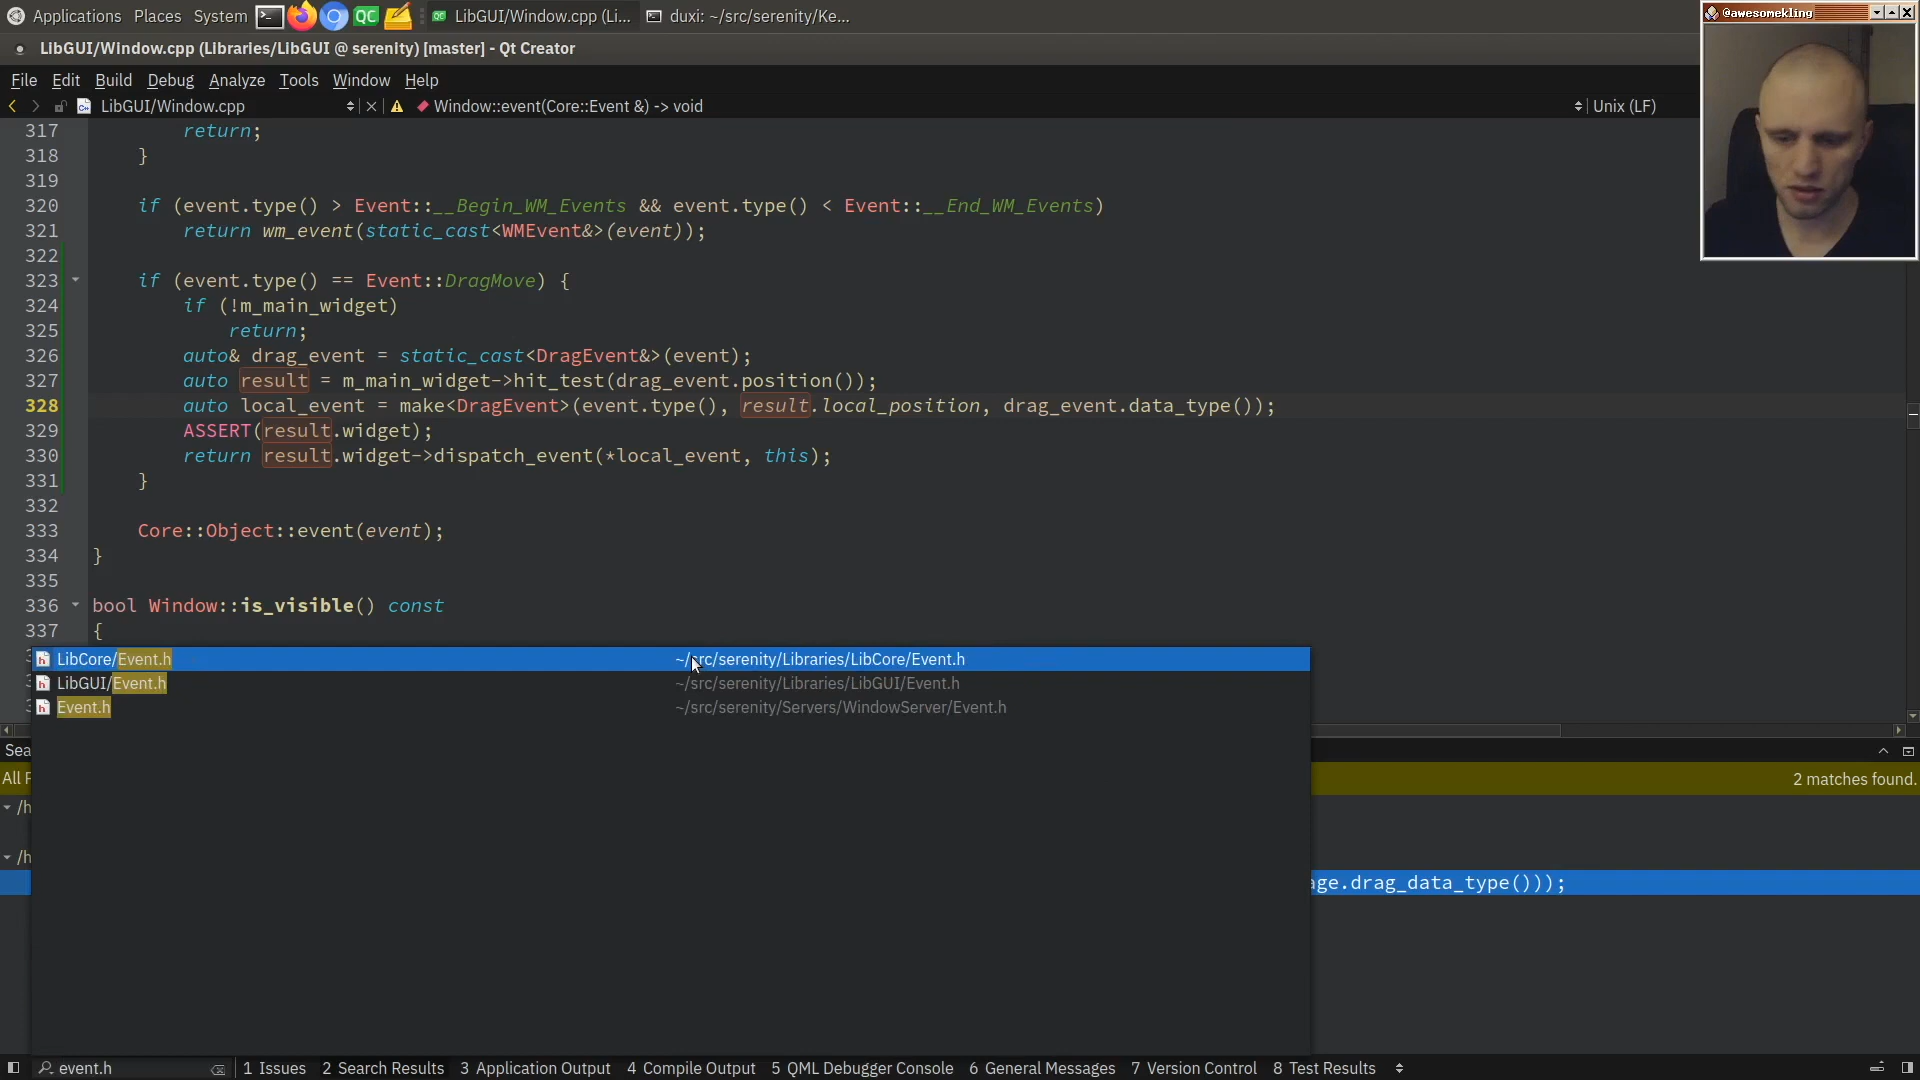 Applications Places System LibGUI/Window.cpp (Li... duxi: ~/src/serenity/Ke...
@awesomekling
LibGUI/Window.cpp (Libraries/LibGUI @ serenity) [master] - Qt Creator
File Edit Build Debug Analyze Tools Window Help
LibGUI/Window.cpp Window::event(Core::Event &) -> void Unix (LF)
317 return;
318 }
319
320 if (event.type() > Event::__Begin_WM_Events && event.type() < Event::__End_WM_Events)
321 return wm_event(static_cast<WMEvent&>(event));
322
323 if (event.type() == Event::DragMove) {
324 if (!m_main_widget)
325 return;
326 auto& drag_event = static_cast<DragEvent&>(event);
327 auto result = m_main_widget->hit_test(drag_event.position());
328 auto local_event = make<DragEvent>(event.type(), result.local_position, drag_event.data_type());
329 ASSERT(result.widget);
330 return result.widget->dispatch_event(*local_event, this);
331 }
332
333 Core::Object::event(event);
334 }
335
336 bool Window::is_visible() const
337 {
LibCore/Event.h ~/src/serenity/Libraries/LibCore/Event.h
LibGUI/Event.h ~/src/serenity/Libraries/LibGUI/Event.h
Event.h ~/src/serenity/Servers/WindowServer/Event.h
Sea
All 2 matches found.
/h
/h
age.drag_data_type()));
event.h 1 Issues 2 Search Results 3 Application Output 4 Compile Output 5 QML Debugger Console 6 General Messages 7 Version Control 8 Test Results